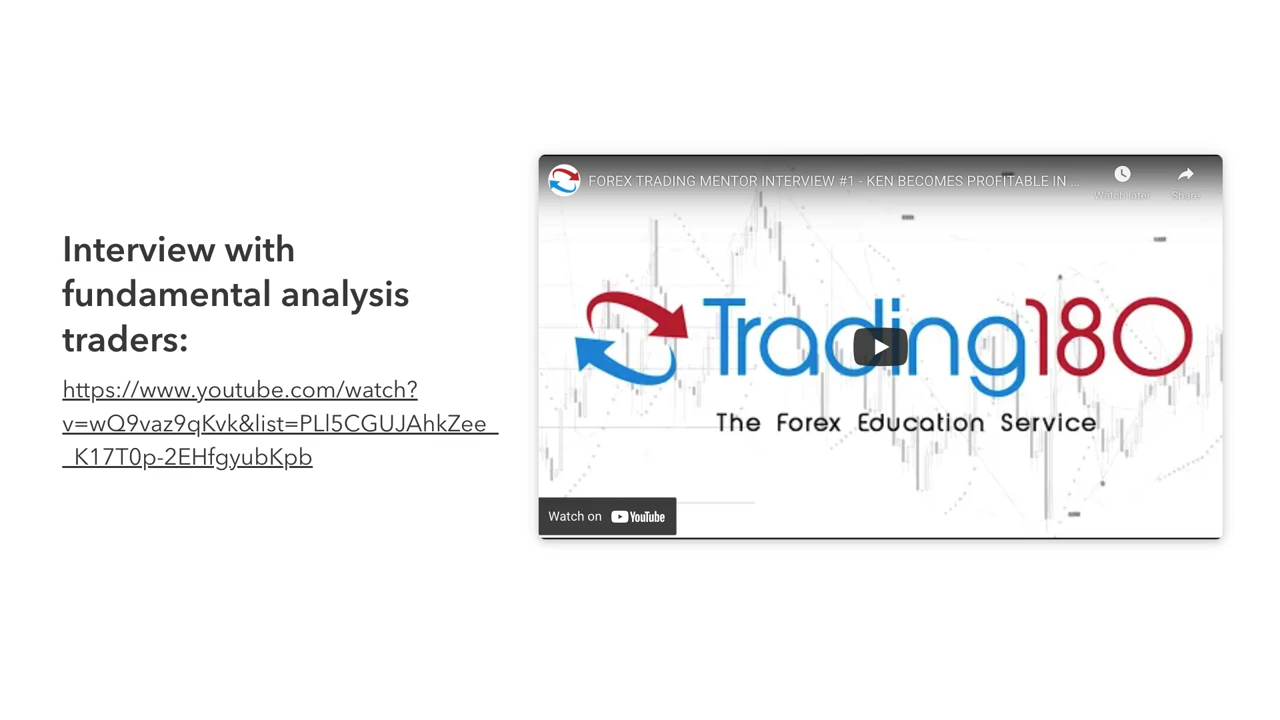 Interview with
fundamental analysis
traders:
https://www.youtube.com/watch?
v=wQ9vaz9qKvk&list=PLl5CGUJAhkZee_
_K17T0p-2EHfgyubKpb
FOREX TRADING MENTOR INTERVIEW #1 - KEN BECOMES PROFITABLE IN ...
Watch later
Share
Trading180
The Forex Education Service
Watch on YouTube